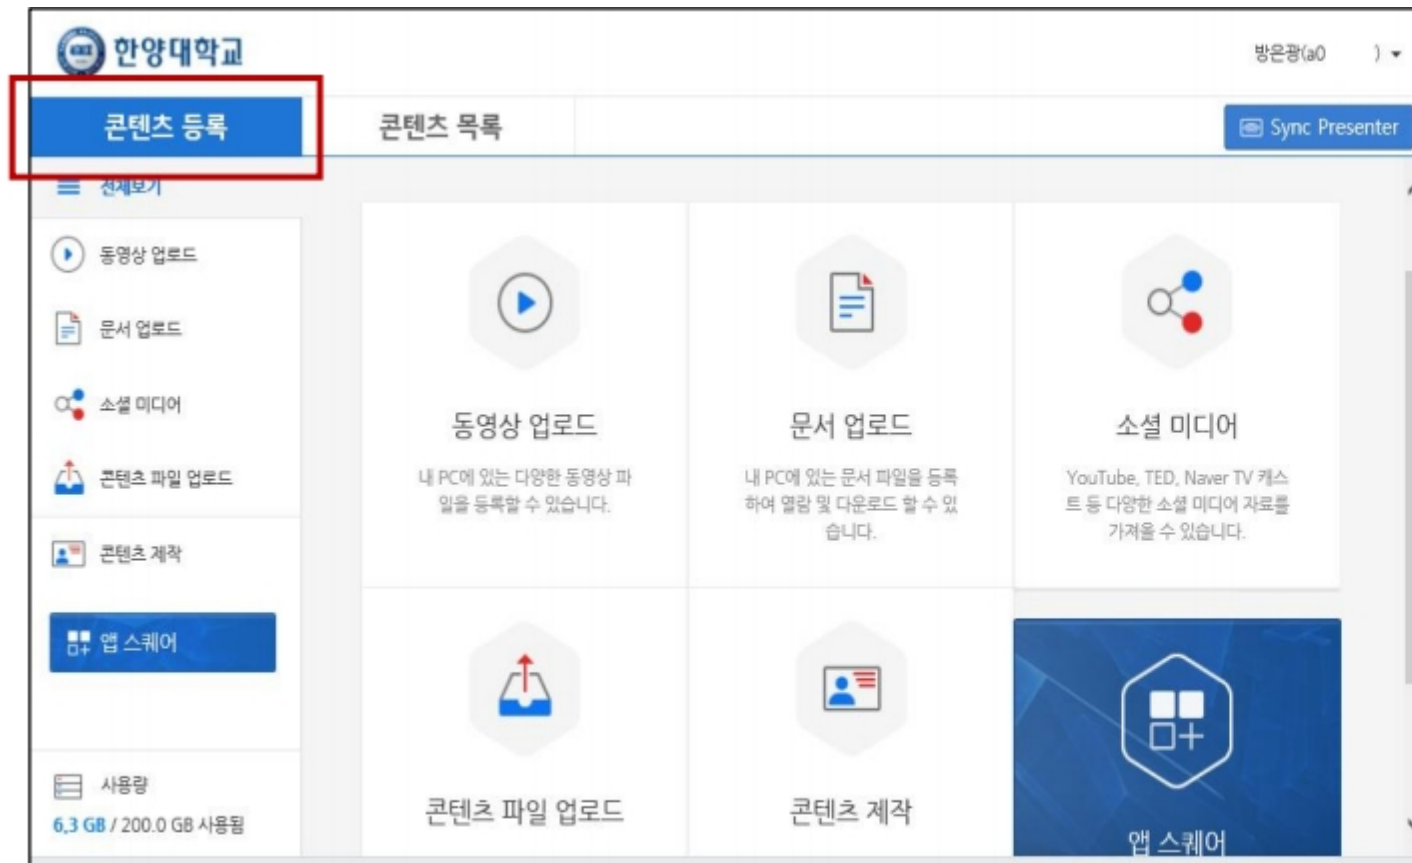 한양대학교
방은광(a0 )
콘텐츠 등록
콘텐츠 목록
Sync Presenter
전체보기
동영상 업로드
문서 업로드
소셜 미디어
콘텐츠 파일 업로드
콘텐츠 제작
앱 스퀘어
사용량
6.3 GB / 200.0 GB 사용됨
동영상 업로드
내 PC에 있는 다양한 동영상 파
일을 등록할 수 있습니다.
문서 업로드
내 PC에 있는 문서 파일을 등록
하여 열람 및 다운로드 할 수 있
습니다.
소셜 미디어
YouTube, TED, Naver TV 캐스
트 등 다양한 소셜 미디어 자료를
가져올 수 있습니다.
콘텐츠 파일 업로드
콘텐츠 제작
앱 스퀘어